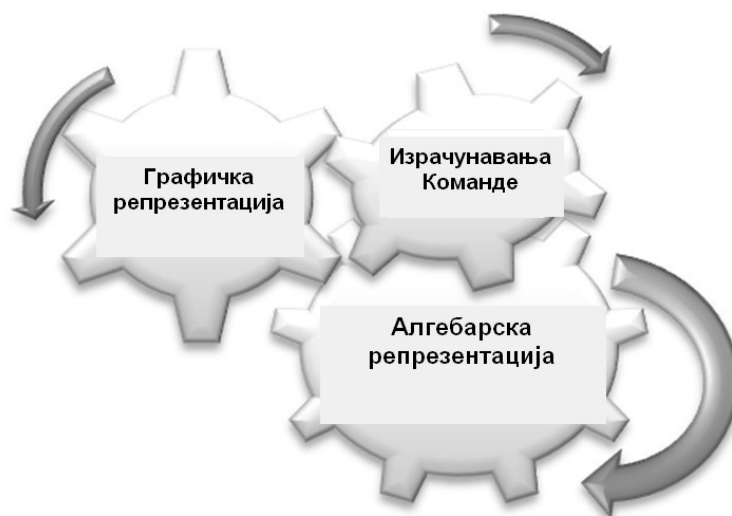 Графичка
репрезентација
Израчунавања
Команде
Алгебарска
репрезентација